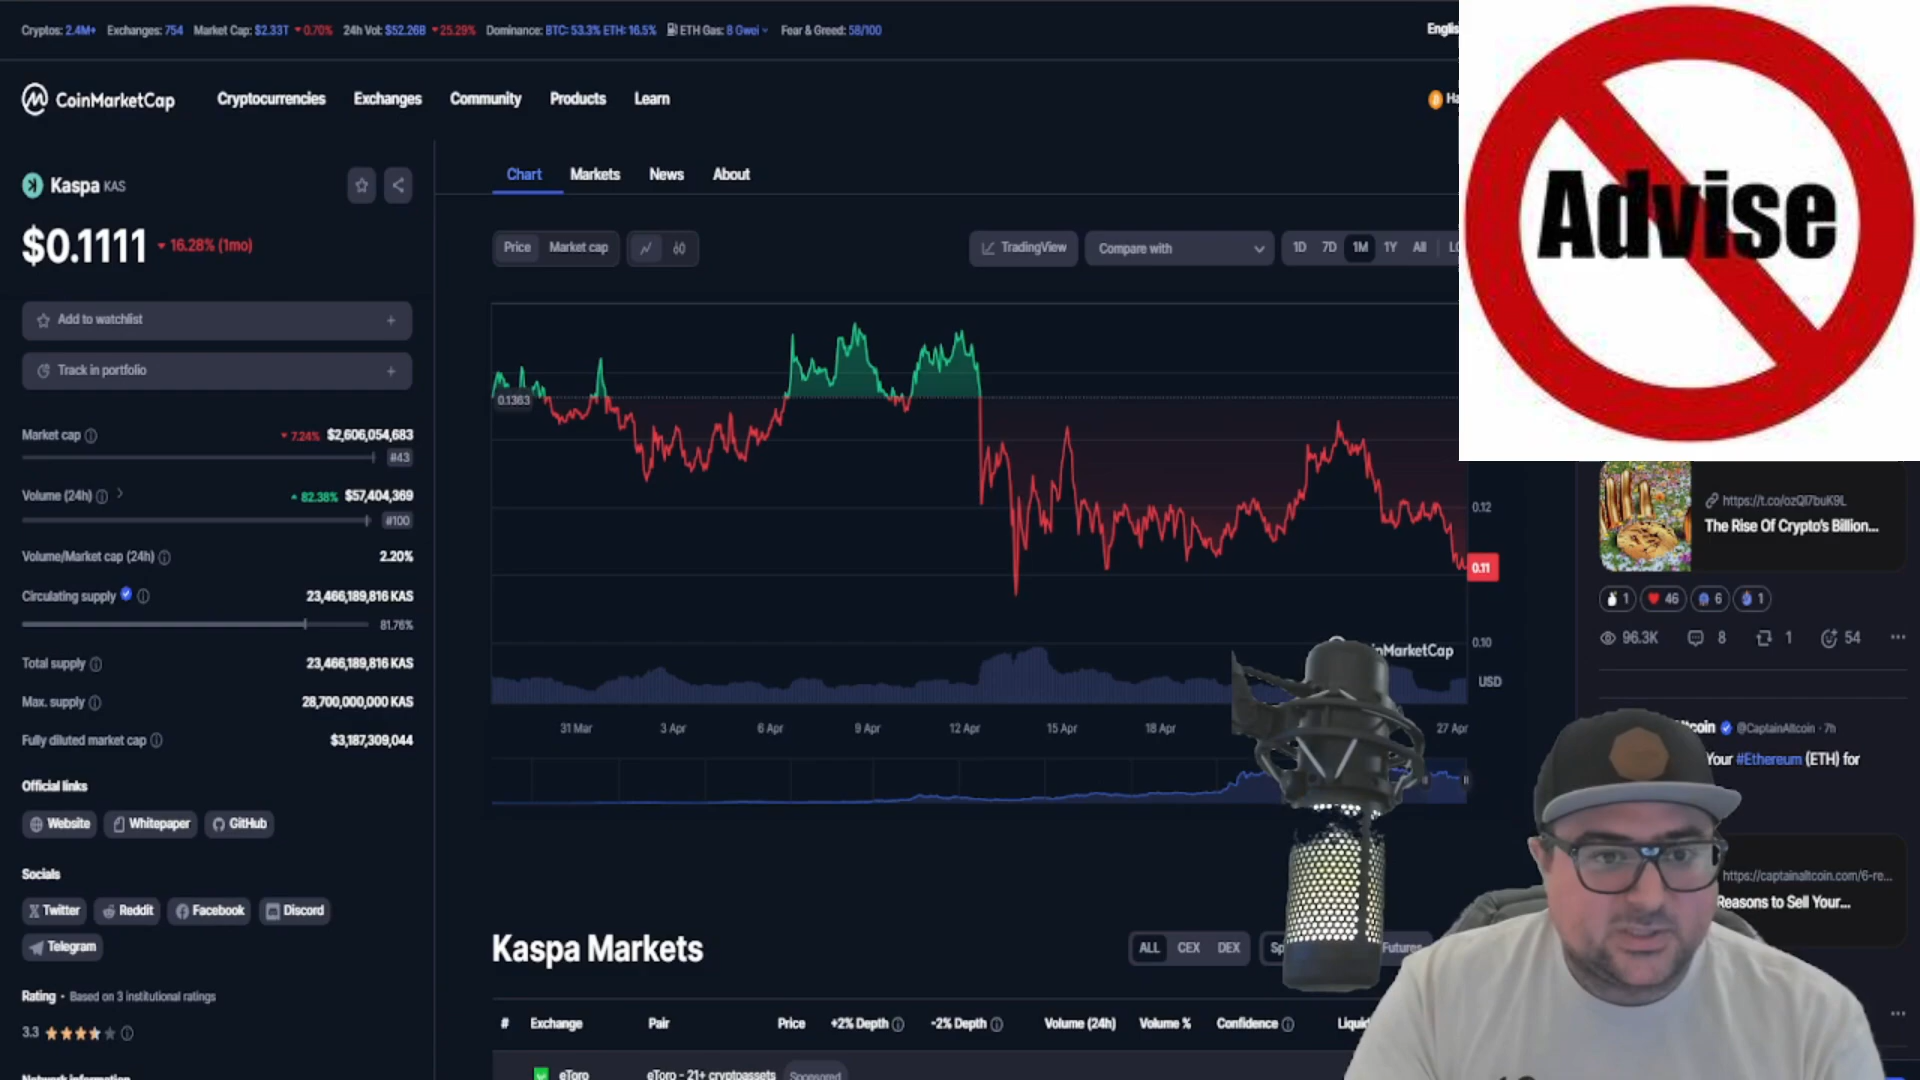 Cryptos: 2.4M+ Exchanges: 754 Market Cap: $2.33T 0.70% 24h Vol: $52.26B 25.29% Dominance: BTC: 53.3% ETH: 16.5% ETH Gas: 8 Gwei Fear & Greed: 58/100
CoinMarketCap Cryptocurrencies Exchanges Community Products Learn
Kaspa KAS
$0.1111 16.28% (1mo)
Add to watchlist +
Track in portfolio +
Market cap 7.24% $2,606,054,683
#43
Volume (24h) 82.38% $57,404,369
#100
Volume/Market cap (24h) 2.20%
Circulating supply 23,466,189,816 KAS
81.76%
Total supply 23,466,189,816 KAS
Max. supply 28,700,000,000 KAS
Fully diluted market cap $3,187,309,044
Official links
Website Whitepaper GitHub
Socials
Twitter Reddit Facebook Discord
Telegram
Rating • Based on 3 institutional ratings
3.3
Network information
Chart Markets News About
Price Market cap TradingView Compare with 1D 7D 1M 1Y All
0.1363
0.12
0.11
0.10
USD
31 Mar 3 Apr 6 Apr 9 Apr 12 Apr 15 Apr 18 Apr 27 Apr
Kaspa Markets
ALL CEX DEX Futures
# Exchange Pair Price +2% Depth -2% Depth Volume (24h) Volume % Confidence
eToro eToro - 21+ cryptoassets Sponsored
Advise
https://t.co/ozQl7buK9L
The Rise Of Crypto's Billion...
1 46 6 1
96.3K 8 1 54
@CaptainAltcoin · 7h
Your #Ethereum (ETH) for
https://captainaltcoin.com/6-re...
Reasons to Sell Your...